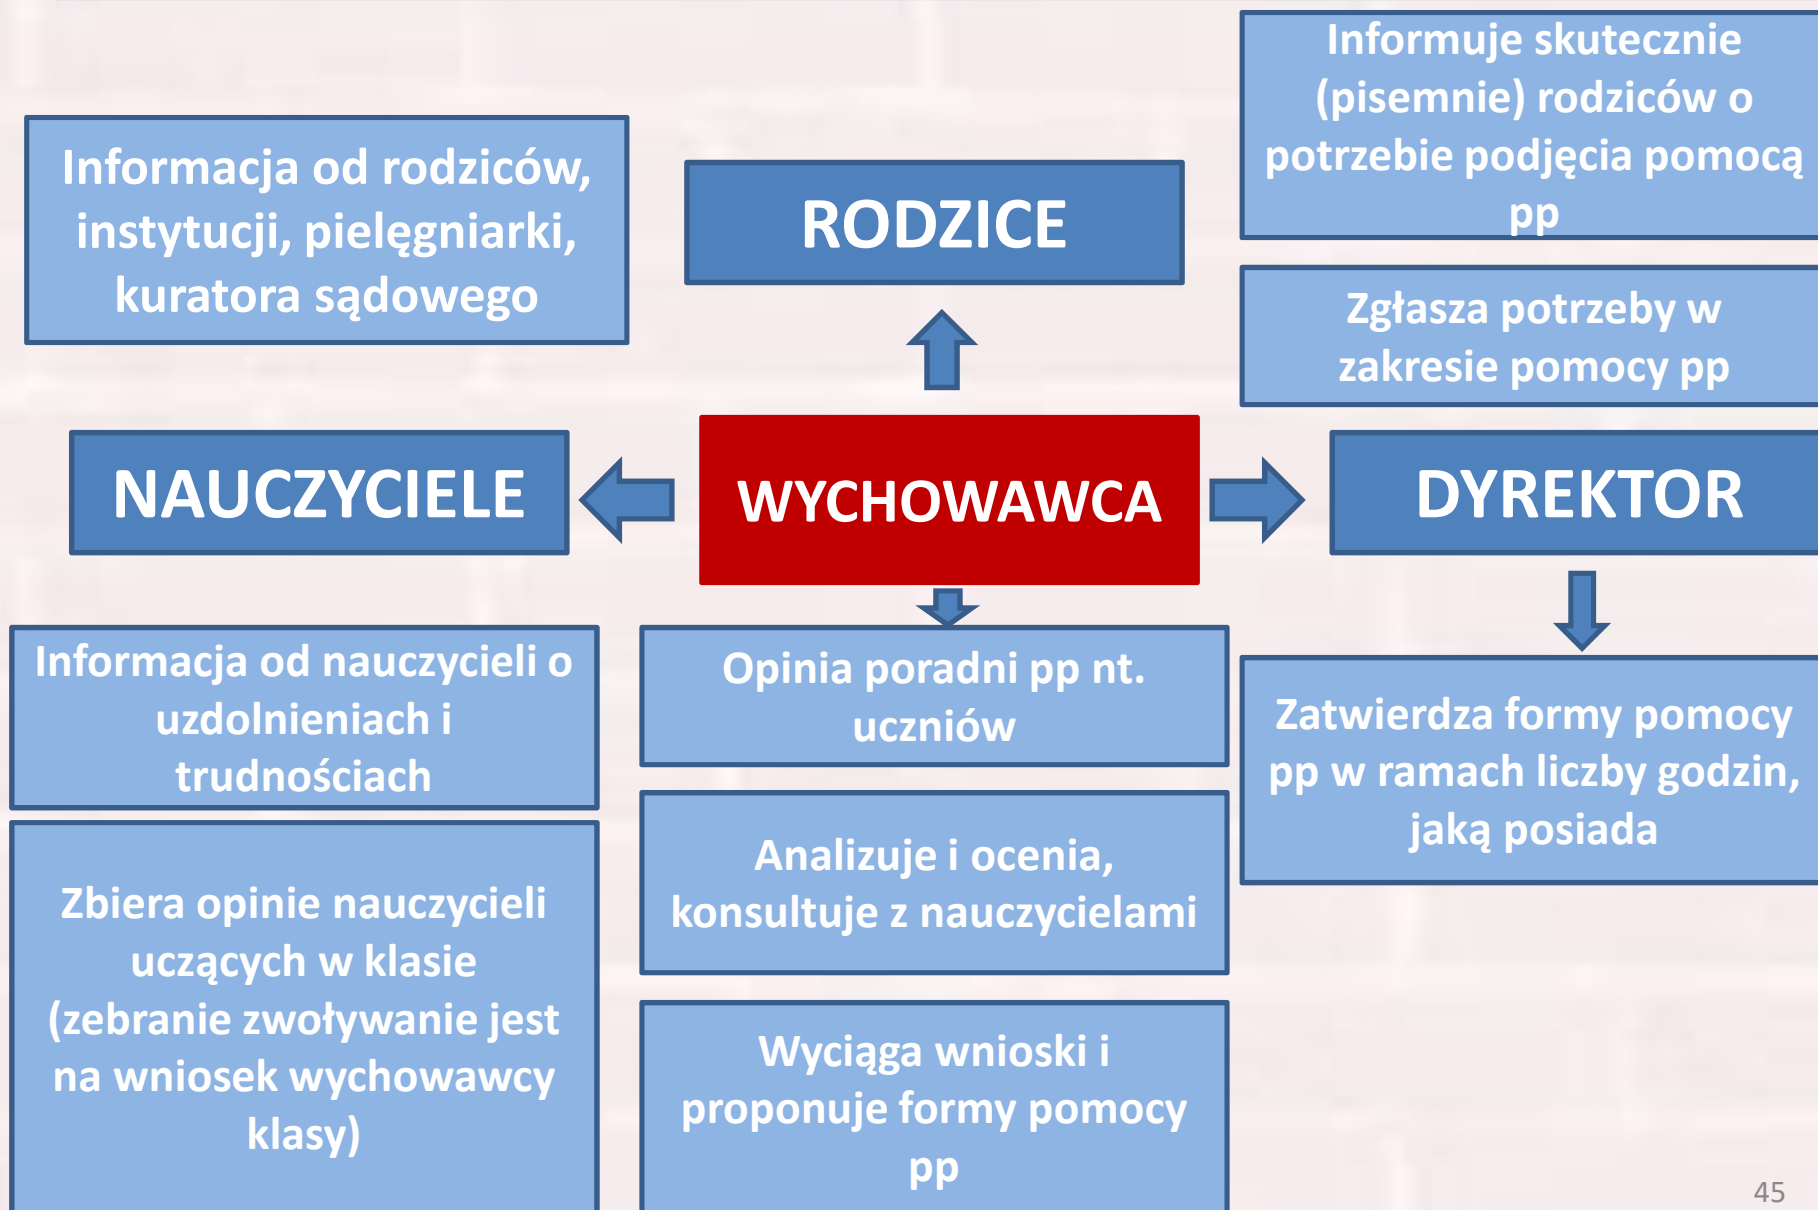 Informacja od rodziców,
instytucji, pielęgniarki,
kuratora sądowego
RODZICE
Informuje skutecznie
(pisemnie) rodziców o
potrzebie podjęcia pomocą
pp
Zgłasza potrzeby w
zakresie pomocy pp
NAUCZYCIELE
WYCHOWAWCA
DYREKTOR
Informacja od nauczycieli o
uzdolnieniach i
trudnościach
Zbiera opinie nauczycieli
uczących w klasie
(zebranie zwoływanie jest
na wniosek wychowawcy
klasy)
Opinia poradni pp nt.
uczniów
Analizuje i ocenia,
konsultuje z nauczycielami
Wyciąga wnioski i
proponuje formy pomocy
pp
Zatwierdza formy pomocy
pp w ramach liczby godzin,
jaką posiada
45